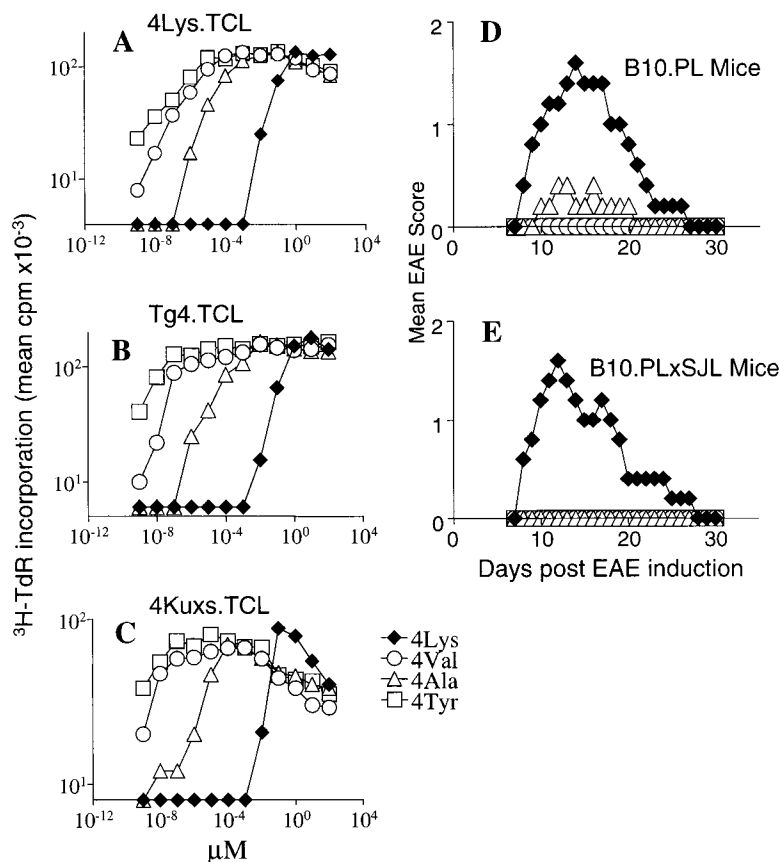 ³H-TdR incorporation (mean cpm x10⁻³)
A
4Lys.TCL
10²
10¹
10⁻¹² 10⁻⁸ 10⁻⁴ 10⁰ 10⁴
B
Tg4.TCL
10²
10¹
10⁻¹² 10⁻⁸ 10⁻⁴ 10⁰ 10⁴
C
4Kuxs.TCL
10²
10¹
10⁻¹² 10⁻⁸ 10⁻⁴ 10⁰ 10⁴
µM
4Lys
4Val
4Ala
4Tyr
Mean EAE Score
D
B10.PL Mice
2
1
0
0 10 20 30
E
B10.PLxSJL Mice
2
1
0
0 10 20 30
Days post EAE induction